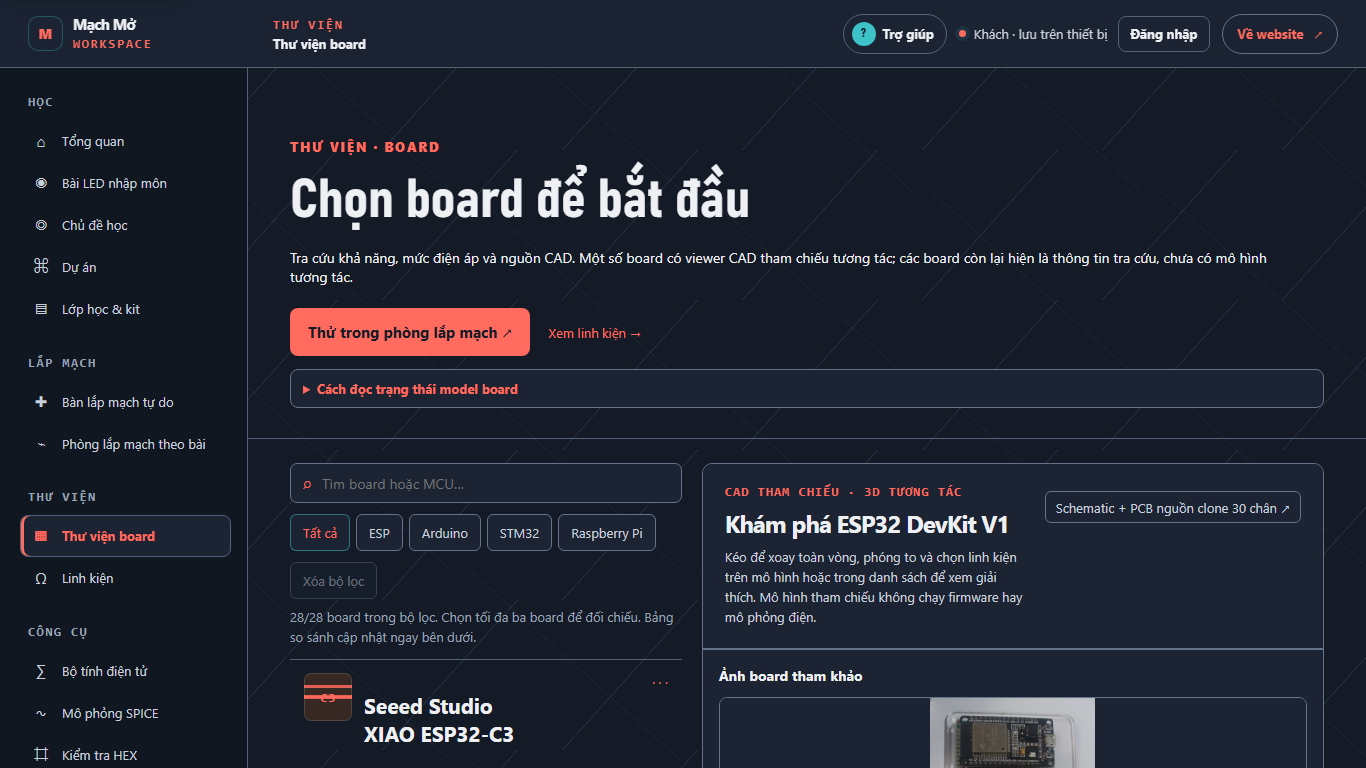 M
Mạch Mở
WORKSPACE
THƯ VIỆN
Thư viện board
? Trợ giúp
Khách · lưu trên thiết bị
Đăng nhập
Về website ↗
HỌC
Tổng quan
Bài LED nhập môn
Chủ đề học
Dự án
Lớp học & kit
LẮP MẠCH
Bàn lắp mạch tự do
Phòng lắp mạch theo bài
THƯ VIỆN
Thư viện board
Linh kiện
CÔNG CỤ
Bộ tính điện tử
Mô phỏng SPICE
Kiểm tra HEX
THƯ VIỆN · BOARD
Chọn board để bắt đầu
Tra cứu khả năng, mức điện áp và nguồn CAD. Một số board có viewer CAD tham chiếu tương tác; các board còn lại hiện là thông tin tra cứu, chưa có mô hình
tương tác.
Thử trong phòng lắp mạch ↗
Xem linh kiện →
Cách đọc trạng thái model board
Tìm board hoặc MCU...
Tất cả
ESP
Arduino
STM32
Raspberry Pi
Xóa bộ lọc
28/28 board trong bộ lọc. Chọn tối đa ba board để đối chiếu. Bảng
so sánh cập nhật ngay bên dưới.
C3
Seeed Studio
XIAO ESP32-C3
...
CAD THAM CHIẾU · 3D TƯƠNG TÁC
Khám phá ESP32 DevKit V1
Kéo để xoay toàn vòng, phóng to và chọn linh kiện
trên mô hình hoặc trong danh sách để xem giải
thích. Mô hình tham chiếu không chạy firmware hay
mô phỏng điện.
Schematic + PCB nguồn clone 30 chân ↗
Ảnh board tham khảo